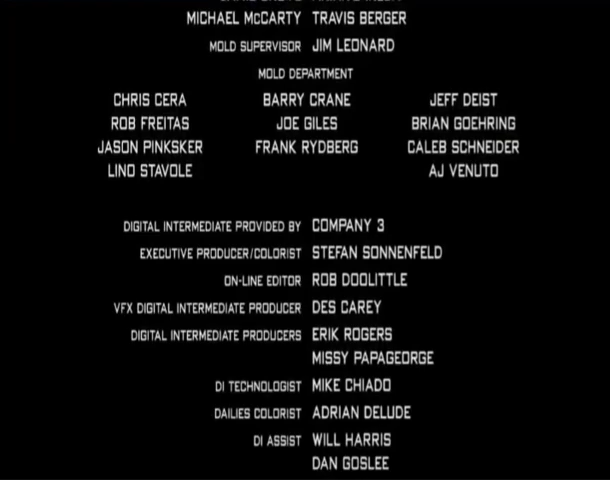 MICHAEL McCARTY TRAVIS BERGER
MOLD SUPERVISOR JIM LEONARD
MOLD DEPARTMENT
CHRIS CERA BARRY CRANE JEFF DEIST
ROB FREITAS JOE GILES BRIAN GOEHRING
JASON PINKSKER FRANK RYDBERG CALEB SCHNEIDER
LINO STAVOLE AJ VENUTO
DIGITAL INTERMEDIATE PROVIDED BY COMPANY 3
EXECUTIVE PRODUCER/COLORIST STEFAN SONNENFELD
ON-LINE EDITOR ROB DOOLITTLE
VFX DIGITAL INTERMEDIATE PRODUCER DES CAREY
DIGITAL INTERMEDIATE PRODUCERS ERIK ROGERS
MISSY PAPAGEORGE
DI TECHNOLOGIST MIKE CHIADO
DAILIES COLORIST ADRIAN DELUDE
DI ASSIST WILL HARRIS
DAN GOSLEE